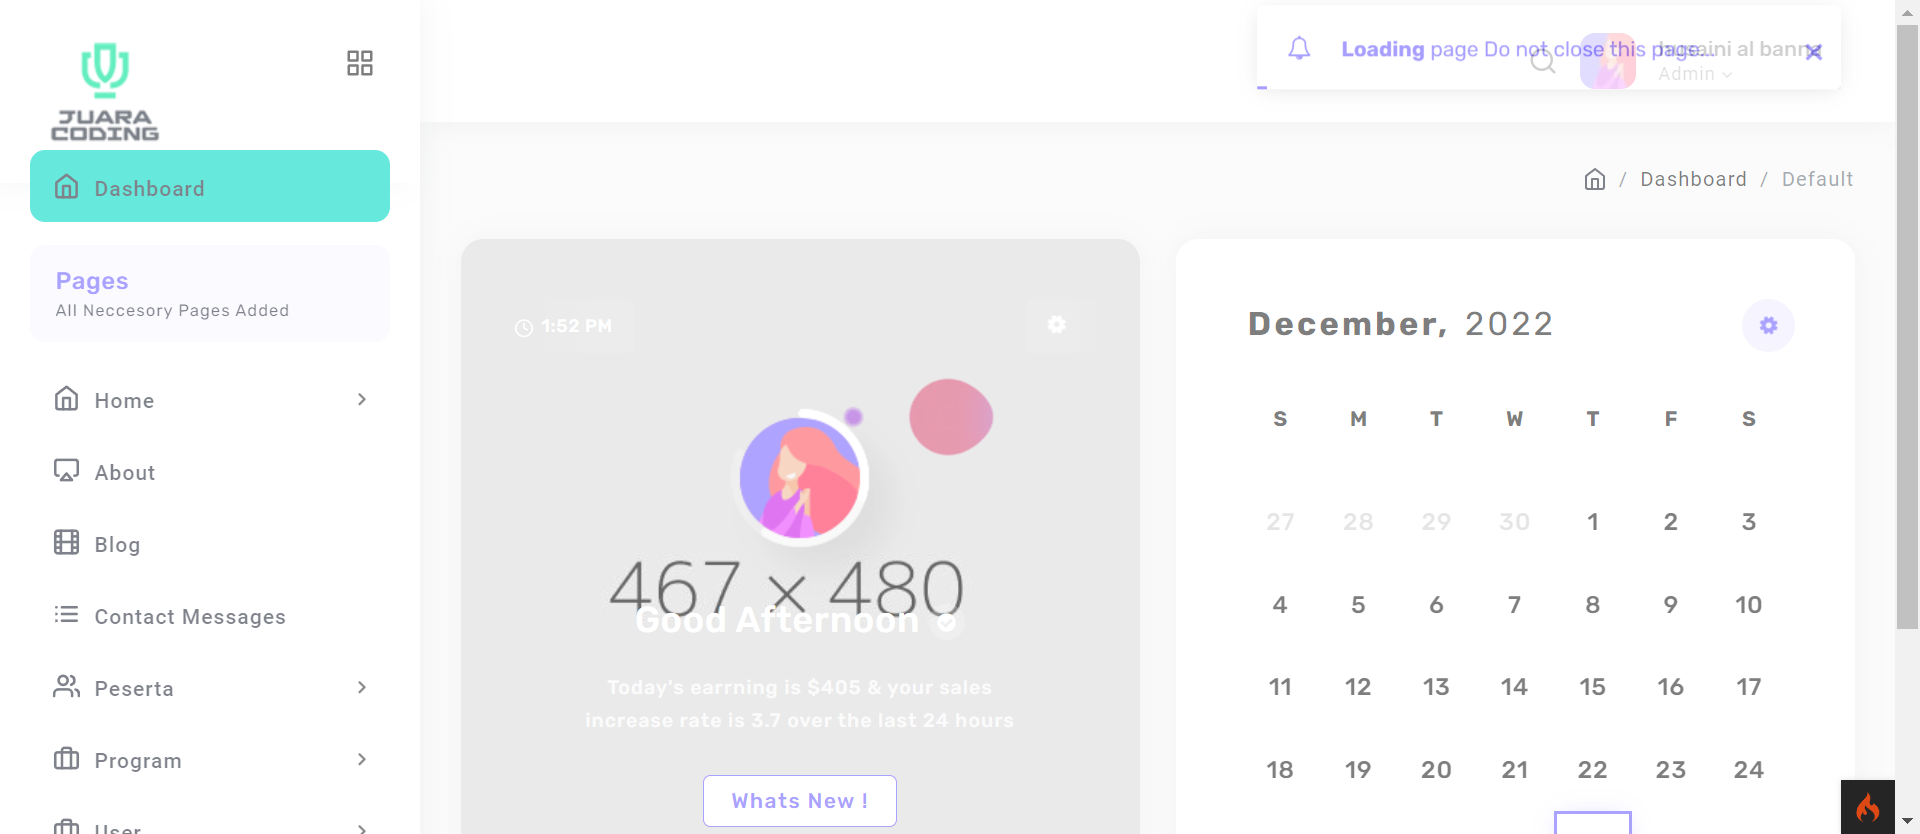 JUARA
CODING
Dashboard
Pages
All Neccesory Pages Added
Home
About
Blog
Contact Messages
Peserta
Program
User
Loading page Do not close this page...
husaini al banna
Admin
/ Dashboard / Default
1:52 PM
467 × 480
Good Afternoon
Today's earrning is $405 & your sales
increase rate is 3.7 over the last 24 hours
Whats New !
December, 2022
S M T W T F S
27 28 29 30 1 2 3
4 5 6 7 8 9 10
11 12 13 14 15 16 17
18 19 20 21 22 23 24